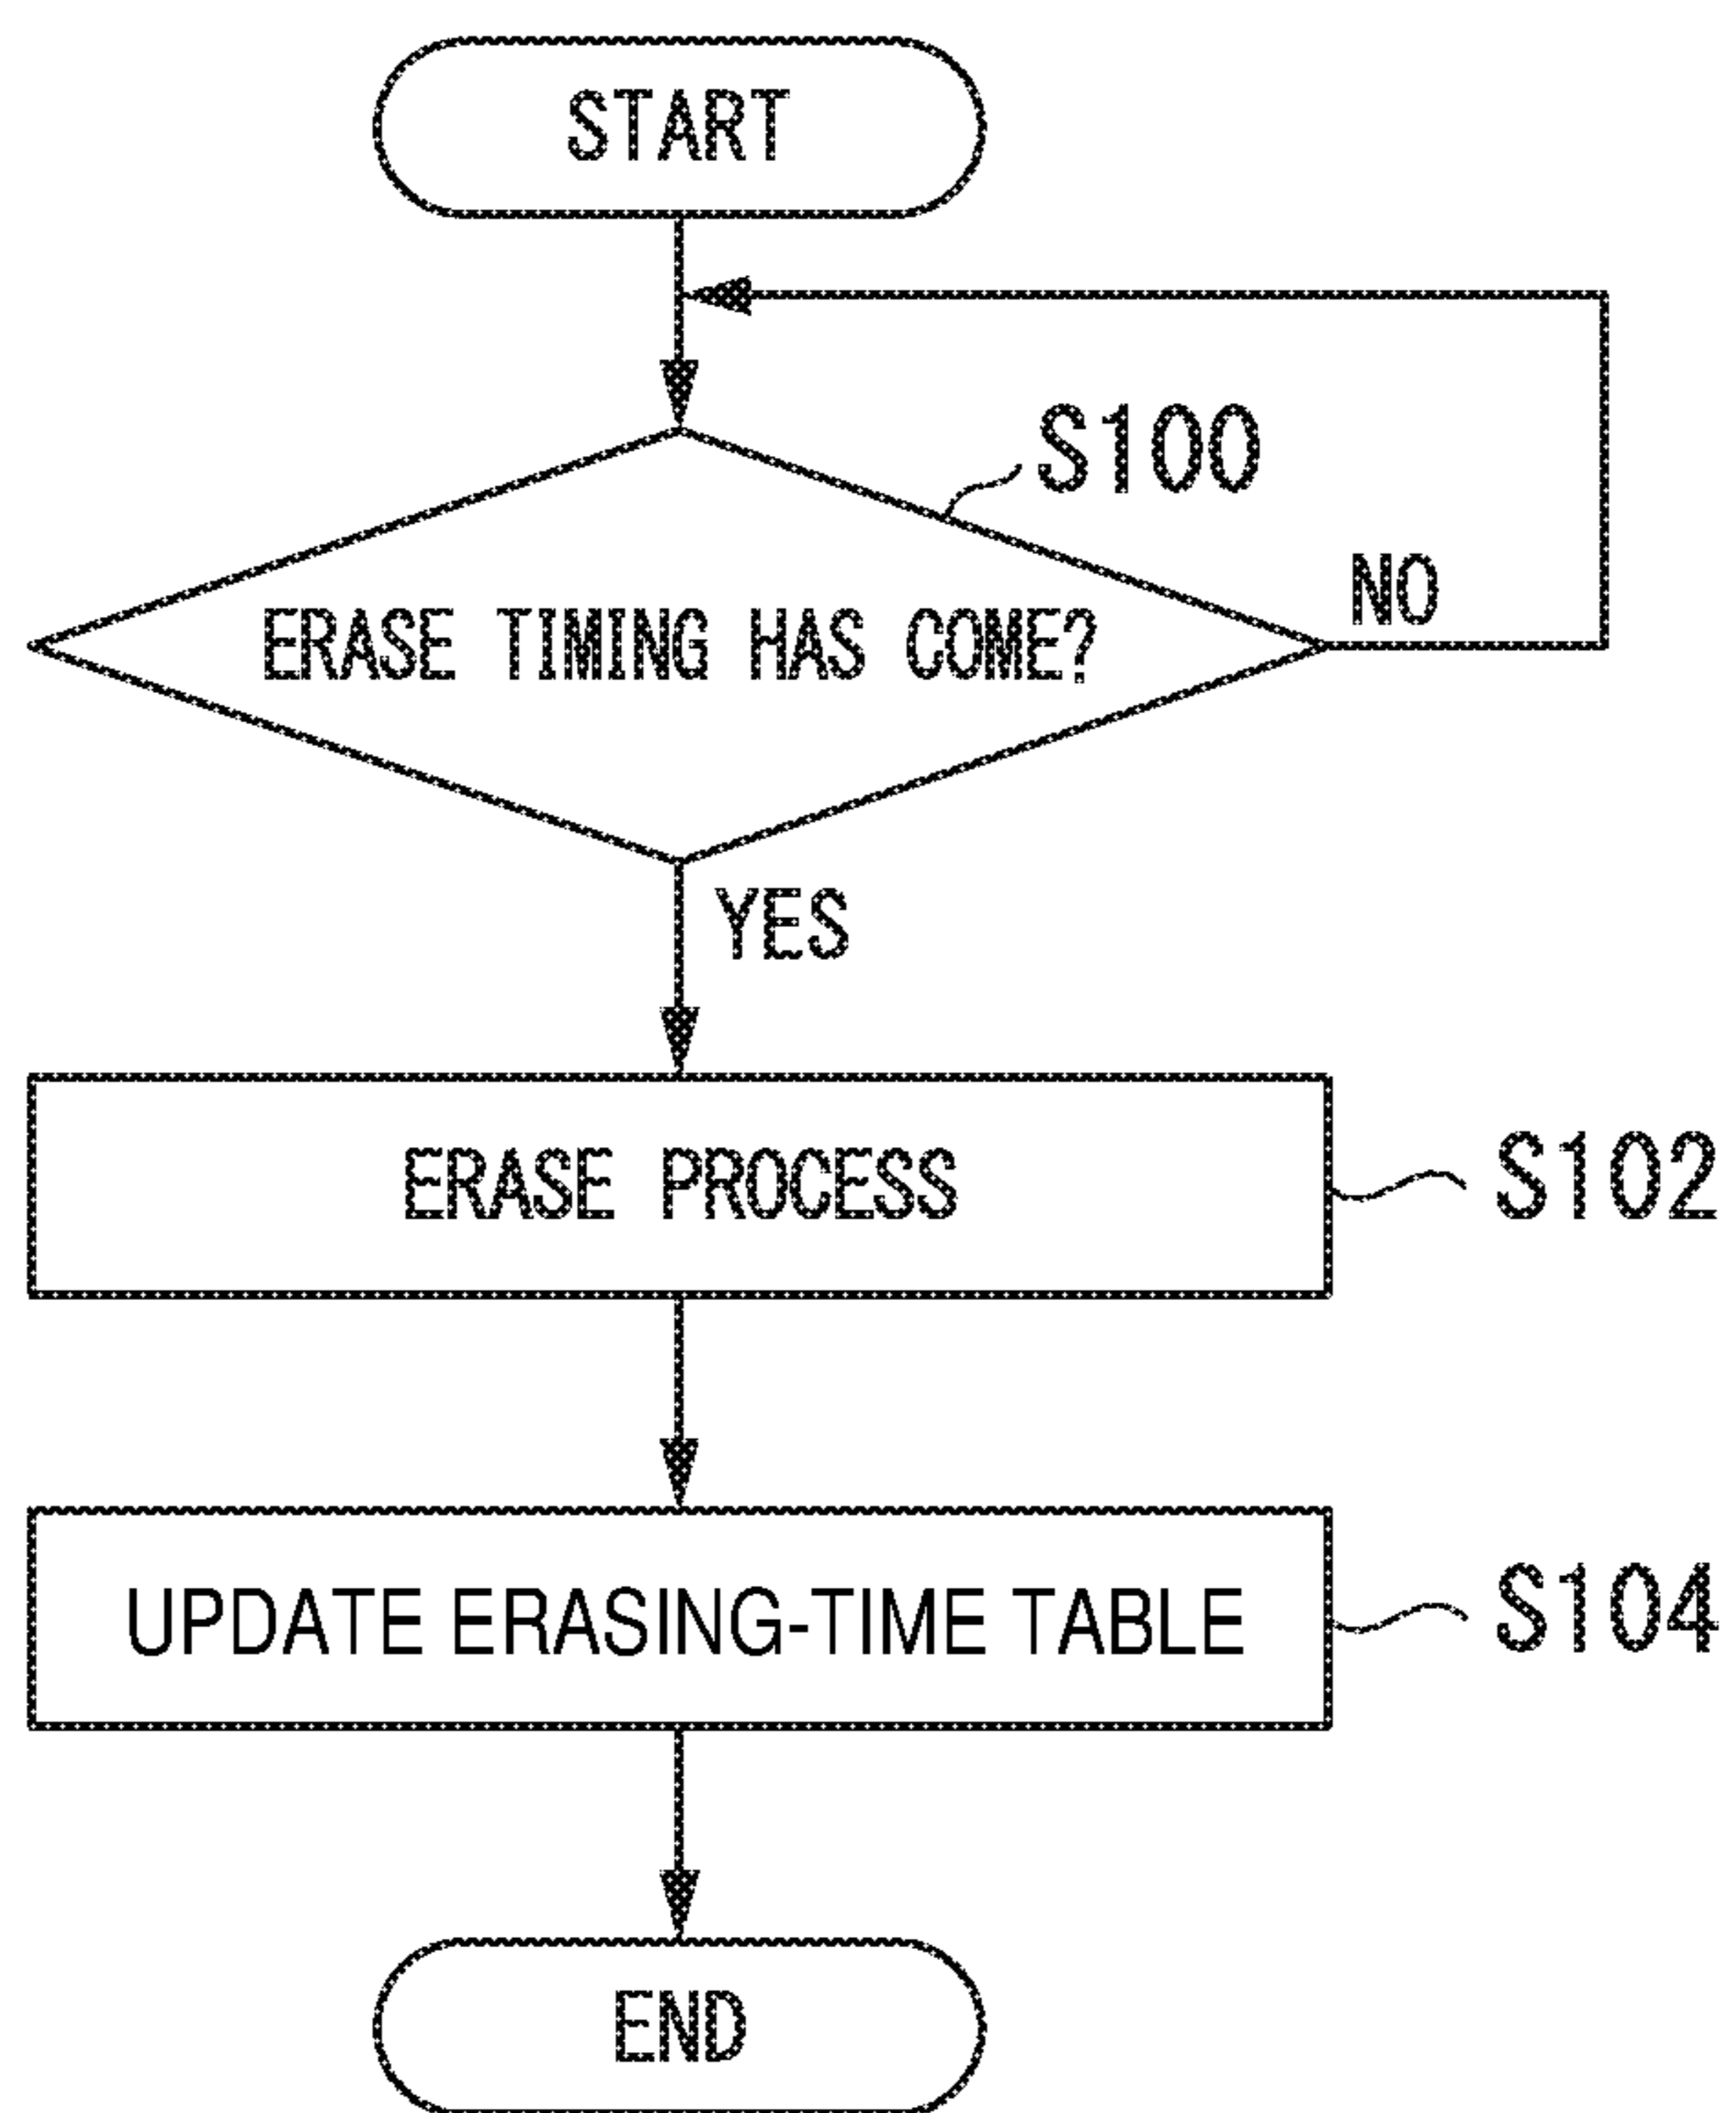 START
S100
ERASE TIMING HAS COME?
NO
YES
ERASE PROCESS
S102
UPDATE ERASING-TIME TABLE
S104
END